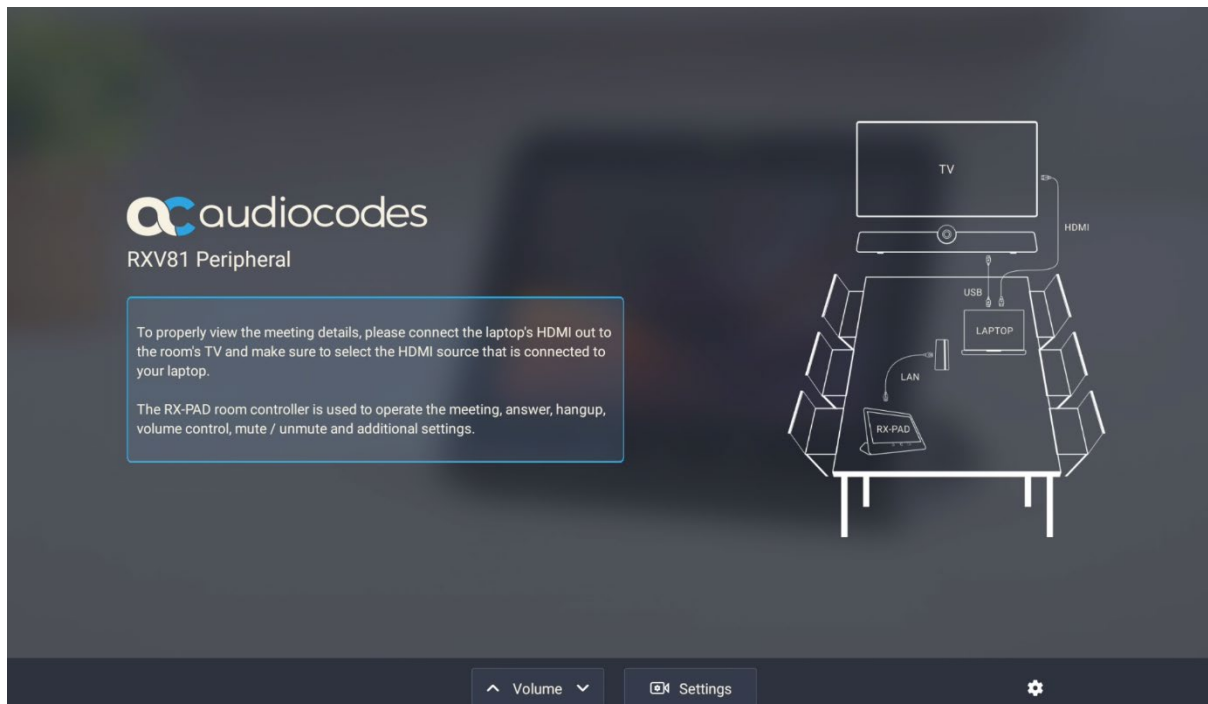 audiocodes
RXV81 Peripheral
To properly view the meeting details, please connect the laptop's HDMI out to
the room's TV and make sure to select the HDMI source that is connected to
your laptop.
The RX-PAD room controller is used to operate the meeting, answer, hangup,
volume control, mute / unmute and additional settings.
TV
HDMI
USB
LAPTOP
LAN
RX-PAD
Volume
Settings